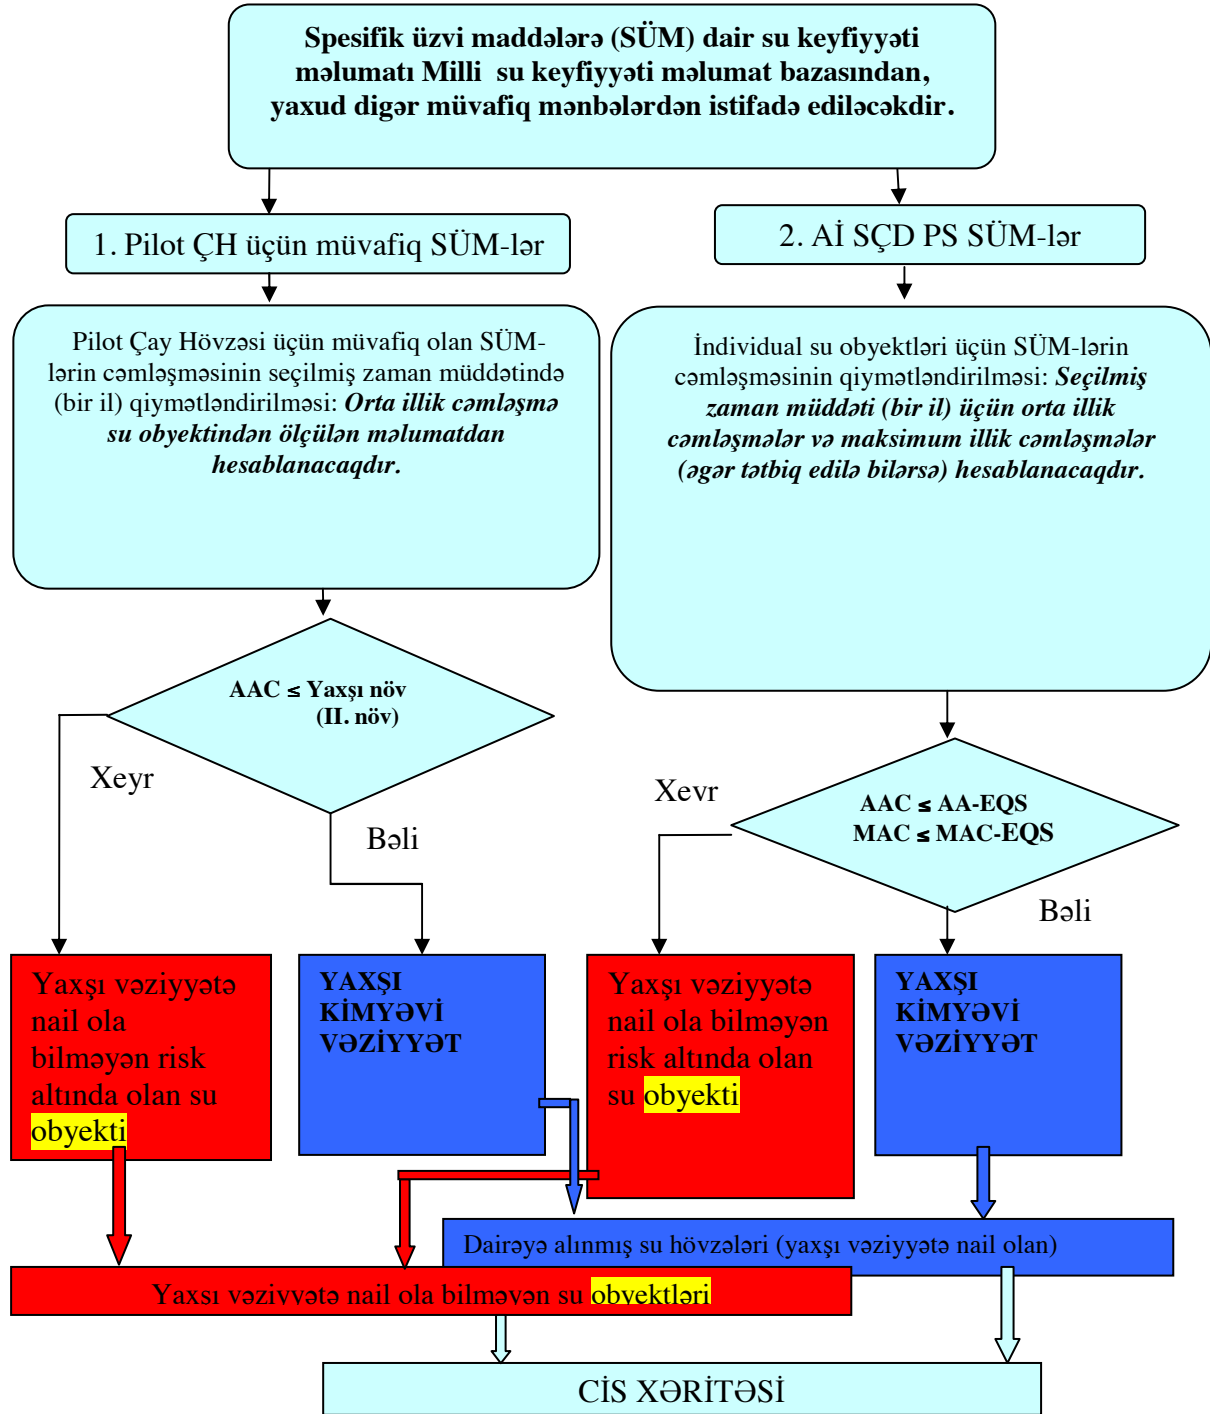 Spesifik üzvi maddələrə (SÜM) dair su keyfiyyəti
məlumatı Milli su keyfiyyəti məlumat bazasından,
yaxud digər müvafiq mənbələrdən istifadə ediləcəkdir.
1. Pilot ÇH üçün müvafiq SÜM-lər
2. Aİ SÇD PS SÜM-lər
Pilot Çay Hövzəsi üçün müvafiq olan SÜM-
lərin cəmləşməsinin seçilmiş zaman müddətində
(bir il) qiymətləndirilməsi: Orta illik cəmləşmə
su obyektindən ölçülən məlumatdan
hesablanacaqdır.
İndividual su obyektləri üçün SÜM-lərin
cəmləşməsinin qiymətləndirilməsi: Seçilmiş
zaman müddəti (bir il) üçün orta illik
cəmləşmələr və maksimum illik cəmləşmələr
(əgər tətbiq edilə bilərsə) hesablanacaqdır.
AAC ≤ Yaxşı növ
(II. növ)
Xeyr
Bəli
AAC ≤ AA-EQS
MAC ≤ MAC-EQS
Xevr
Bəli
Yaxşı vəziyyətə
nail ola
bilməyən risk
altında olan su
obyekti
YAXŞI
KİMYƏVİ
VƏZİYYƏT
Yaxşı vəziyyətə
nail ola bilməyən
risk altında olan
su obyekti
YAXŞI
KİMYƏVİ
VƏZİYYƏT
Dairəyə alınmış su hövzələri (yaxşı vəziyyətə nail olan)
Yaxsı vəzivvətə nail ola bilməvən su obvektləri
CİS XƏRİTƏSİ